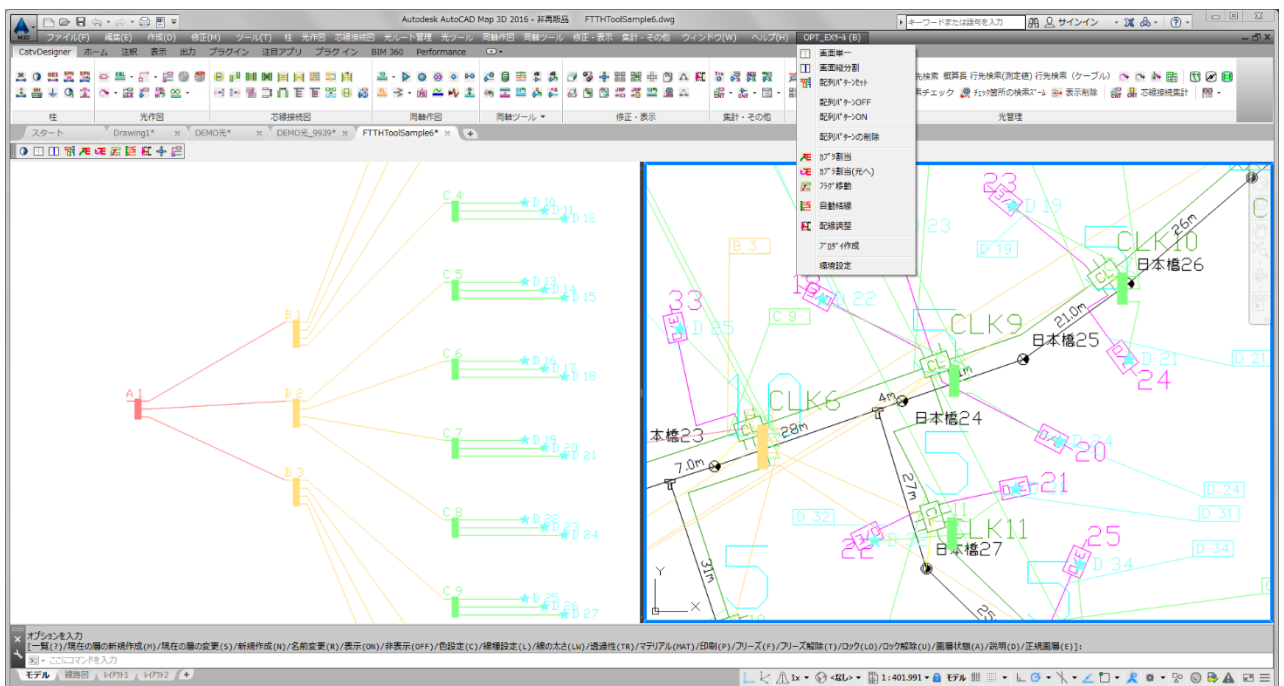 Autodesk AutoCAD Map 3D 2016 - 非再販品 FTTHToolSample6.dwg
キーワードまたは語句を入力
サインイン
M3D
ファイル(F) 編集(E) 作成(D) 修正(M) ツール(T) 柱 光作図 芯線接続図 光ルート管理 光ツール 同軸作図 同軸ツール 修正・表示 集計・その他 ウィンドウ(W) ヘルプ(H) OPT_EXツール(B)
CatvDesigner ホーム 注釈 表示 出力 プラグイン 注目アプリ プラグ イン BIM 360 Performance
先検索 概算長 行先検索(測定値) 行先検索（ケーブル）
索チェック チェック箇所の検索ズーム 表示削除 芯線接続集計
柱 光作図 芯線接続図 同軸作図 同軸ツール 修正・表示 集計・その他 光管理
スタート Drawing1* DEMO光* DEMO光_9939* FTTHToolSample6*
画面単一
画面縦分割
配列パターンセット
配列パターンOFF
配列パターンON
配列パターンの削除
カプラ割当
カプラ割当(元へ)
フラグ移動
自動結線
配線調整
プロダイ作成
環境設定
A 1
B 1
B 2
B 3
C 4
D 10
D 11
D 12
C 5
D 13
D 14
D 15
C 6
D 16
D 17
D 18
C 7
D 19
D 20
D 21
C 8
D 22
D 23
D 24
C 9
D 25
D 26
D 27
23
D 19
D 23
D 19
B 3
CLK10
26m
日本橋26
33
D 25
D 22
C 9
CLK9
21.0m
日本橋25
D 21
D 21
24
CLK6
4m
日本橋24
本橋23
28m
7.0m
D 24
20
27m
21
D 24
D 31
D 32
22
CLK11
日本橋27
25
D 34
D 34
31m
5
5
Y
X
オプションを入力
[一覧(?)/現在の層の新規作成(M)/現在の層の変更(S)/新規作成(N)/名前変更(R)/表示(ON)/非表示(OFF)/色設定(C)/線種設定(L)/線の太さ(LW)/透過性(TR)/マテリアル(MAT)/印刷(P)/フリーズ(F)/フリーズ解除(T)/ロック(LO)/ロック解除(U)/画層状態(A)/説明(D)/正規画層(E)]:
ここにコマンドを入力
モデル 線路図 レイアウト1 レイアウト2
1x <なし> 1:401.991 モデル